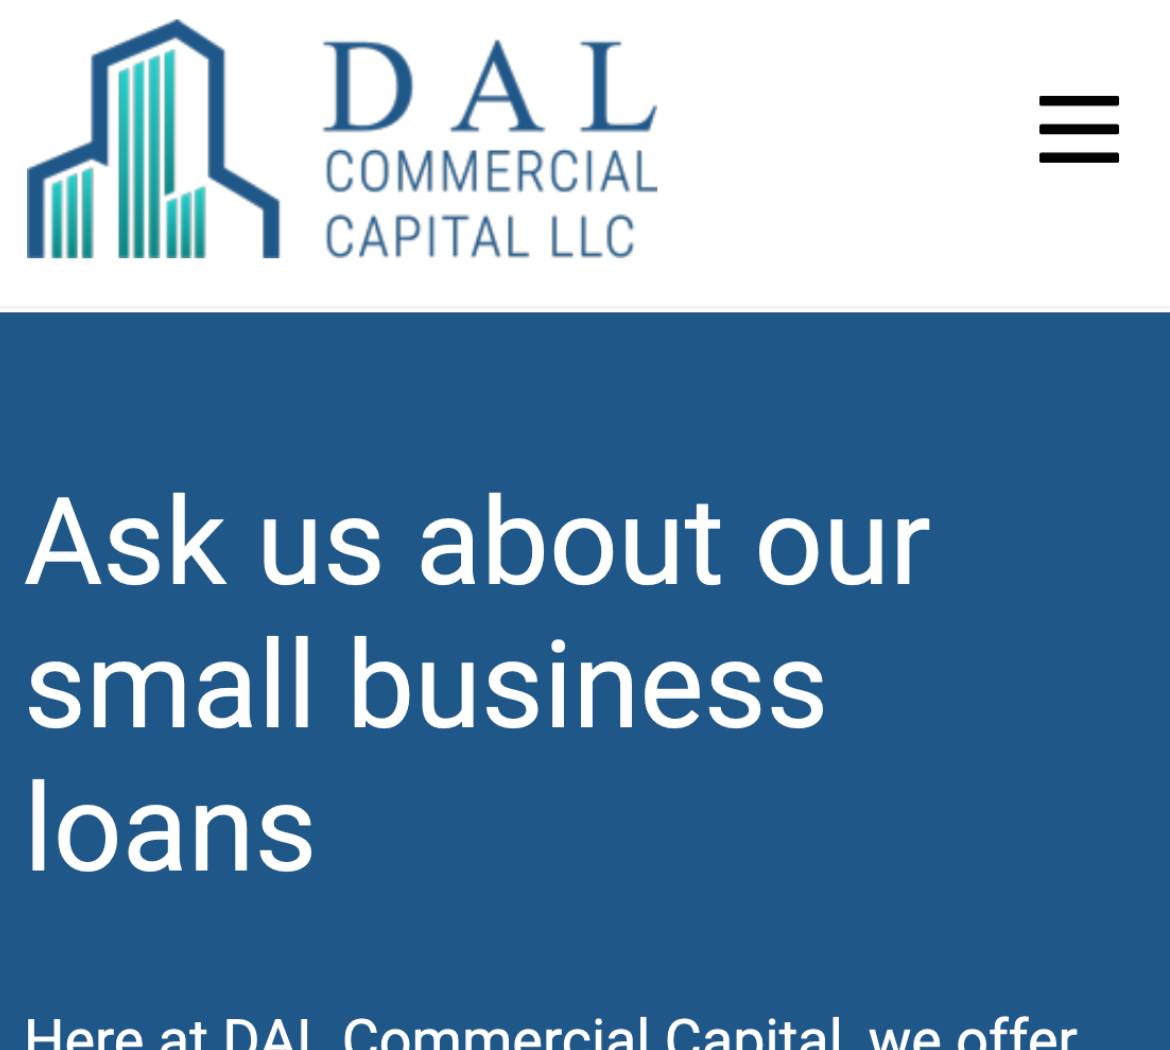 DAL
COMMERCIAL
CAPITAL LLC
Ask us about our
small business
loans
Here at DAL Commercial Capital, we offer